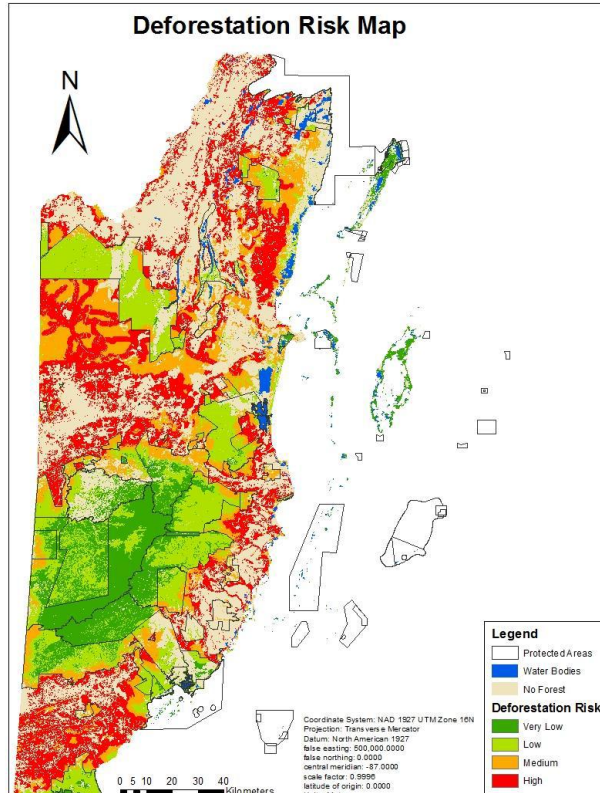 Deforestation Risk Map
N
Legend
Protected Areas
Water Bodies
No Forest
Deforestation Risk
Very Low
Low
Medium
High
Coordinate System: NAD 1927 UTM Zone 16N
Projection: Transverse Mercator
Datum: North American 1927
false easting: 500,000.0000
false northing: 0.0000
central meridian: -87.0000
scale factor: 0.9996
latitude of origin: 0.0000
0 5 10 20 30 40
Kilometers